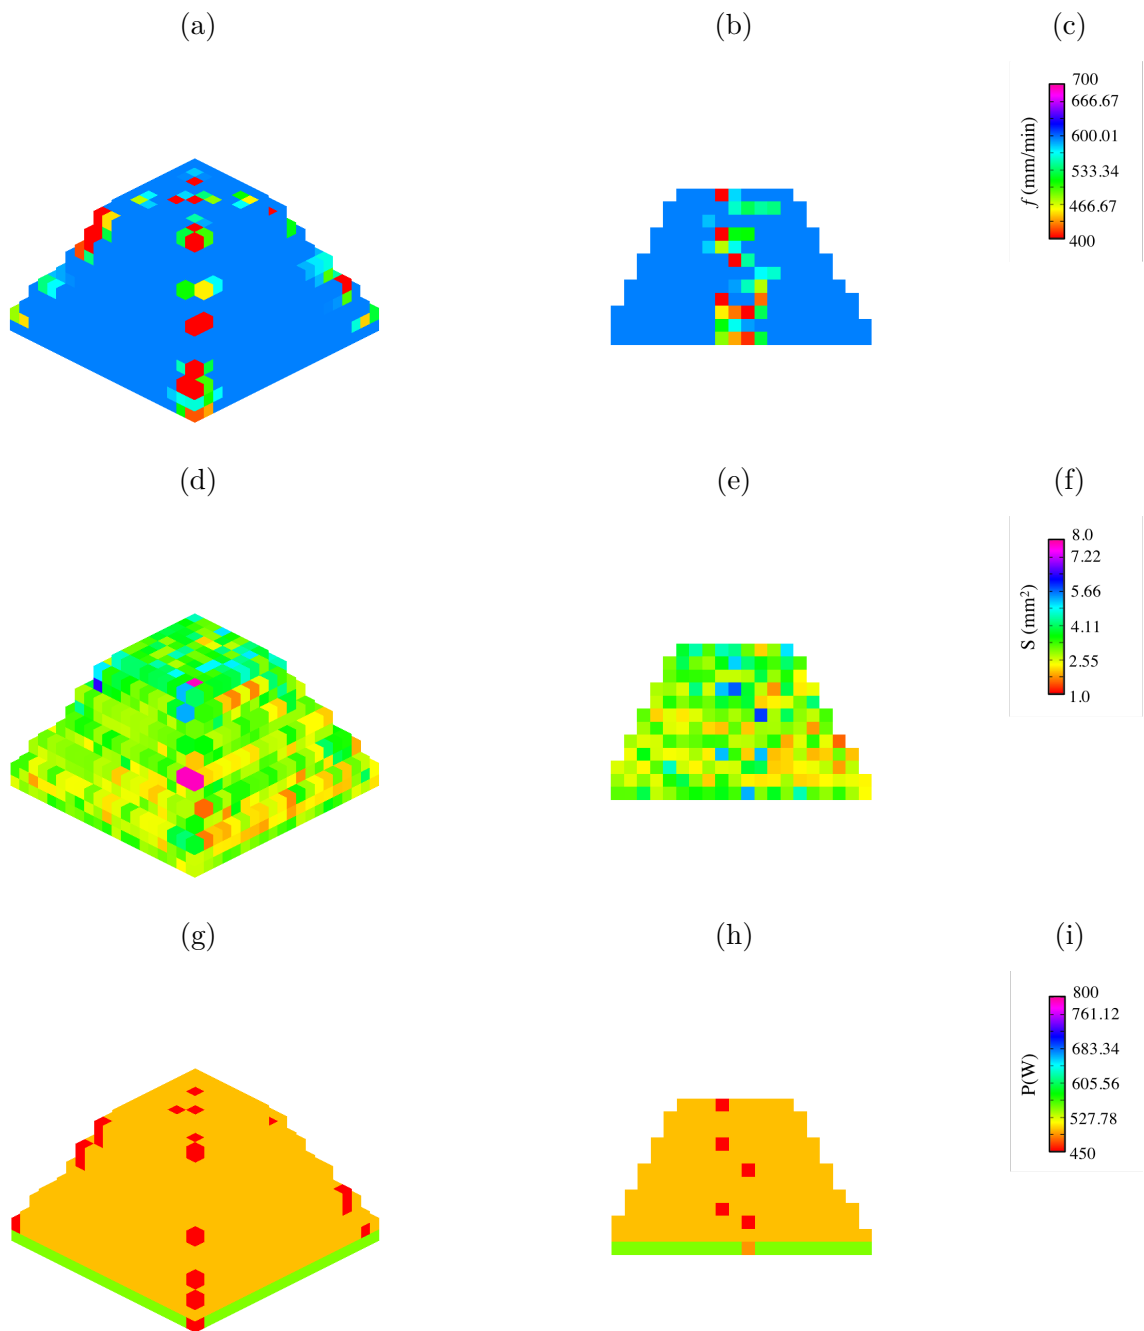 (a)
(b)
(c)
700
666.67
600.01
533.34
466.67
400
f (mm/min)
(d)
(e)
(f)
8.0
7.22
5.66
4.11
2.55
1.0
S (mm²)
(g)
(h)
(i)
800
761.12
683.34
605.56
527.78
450
P(W)